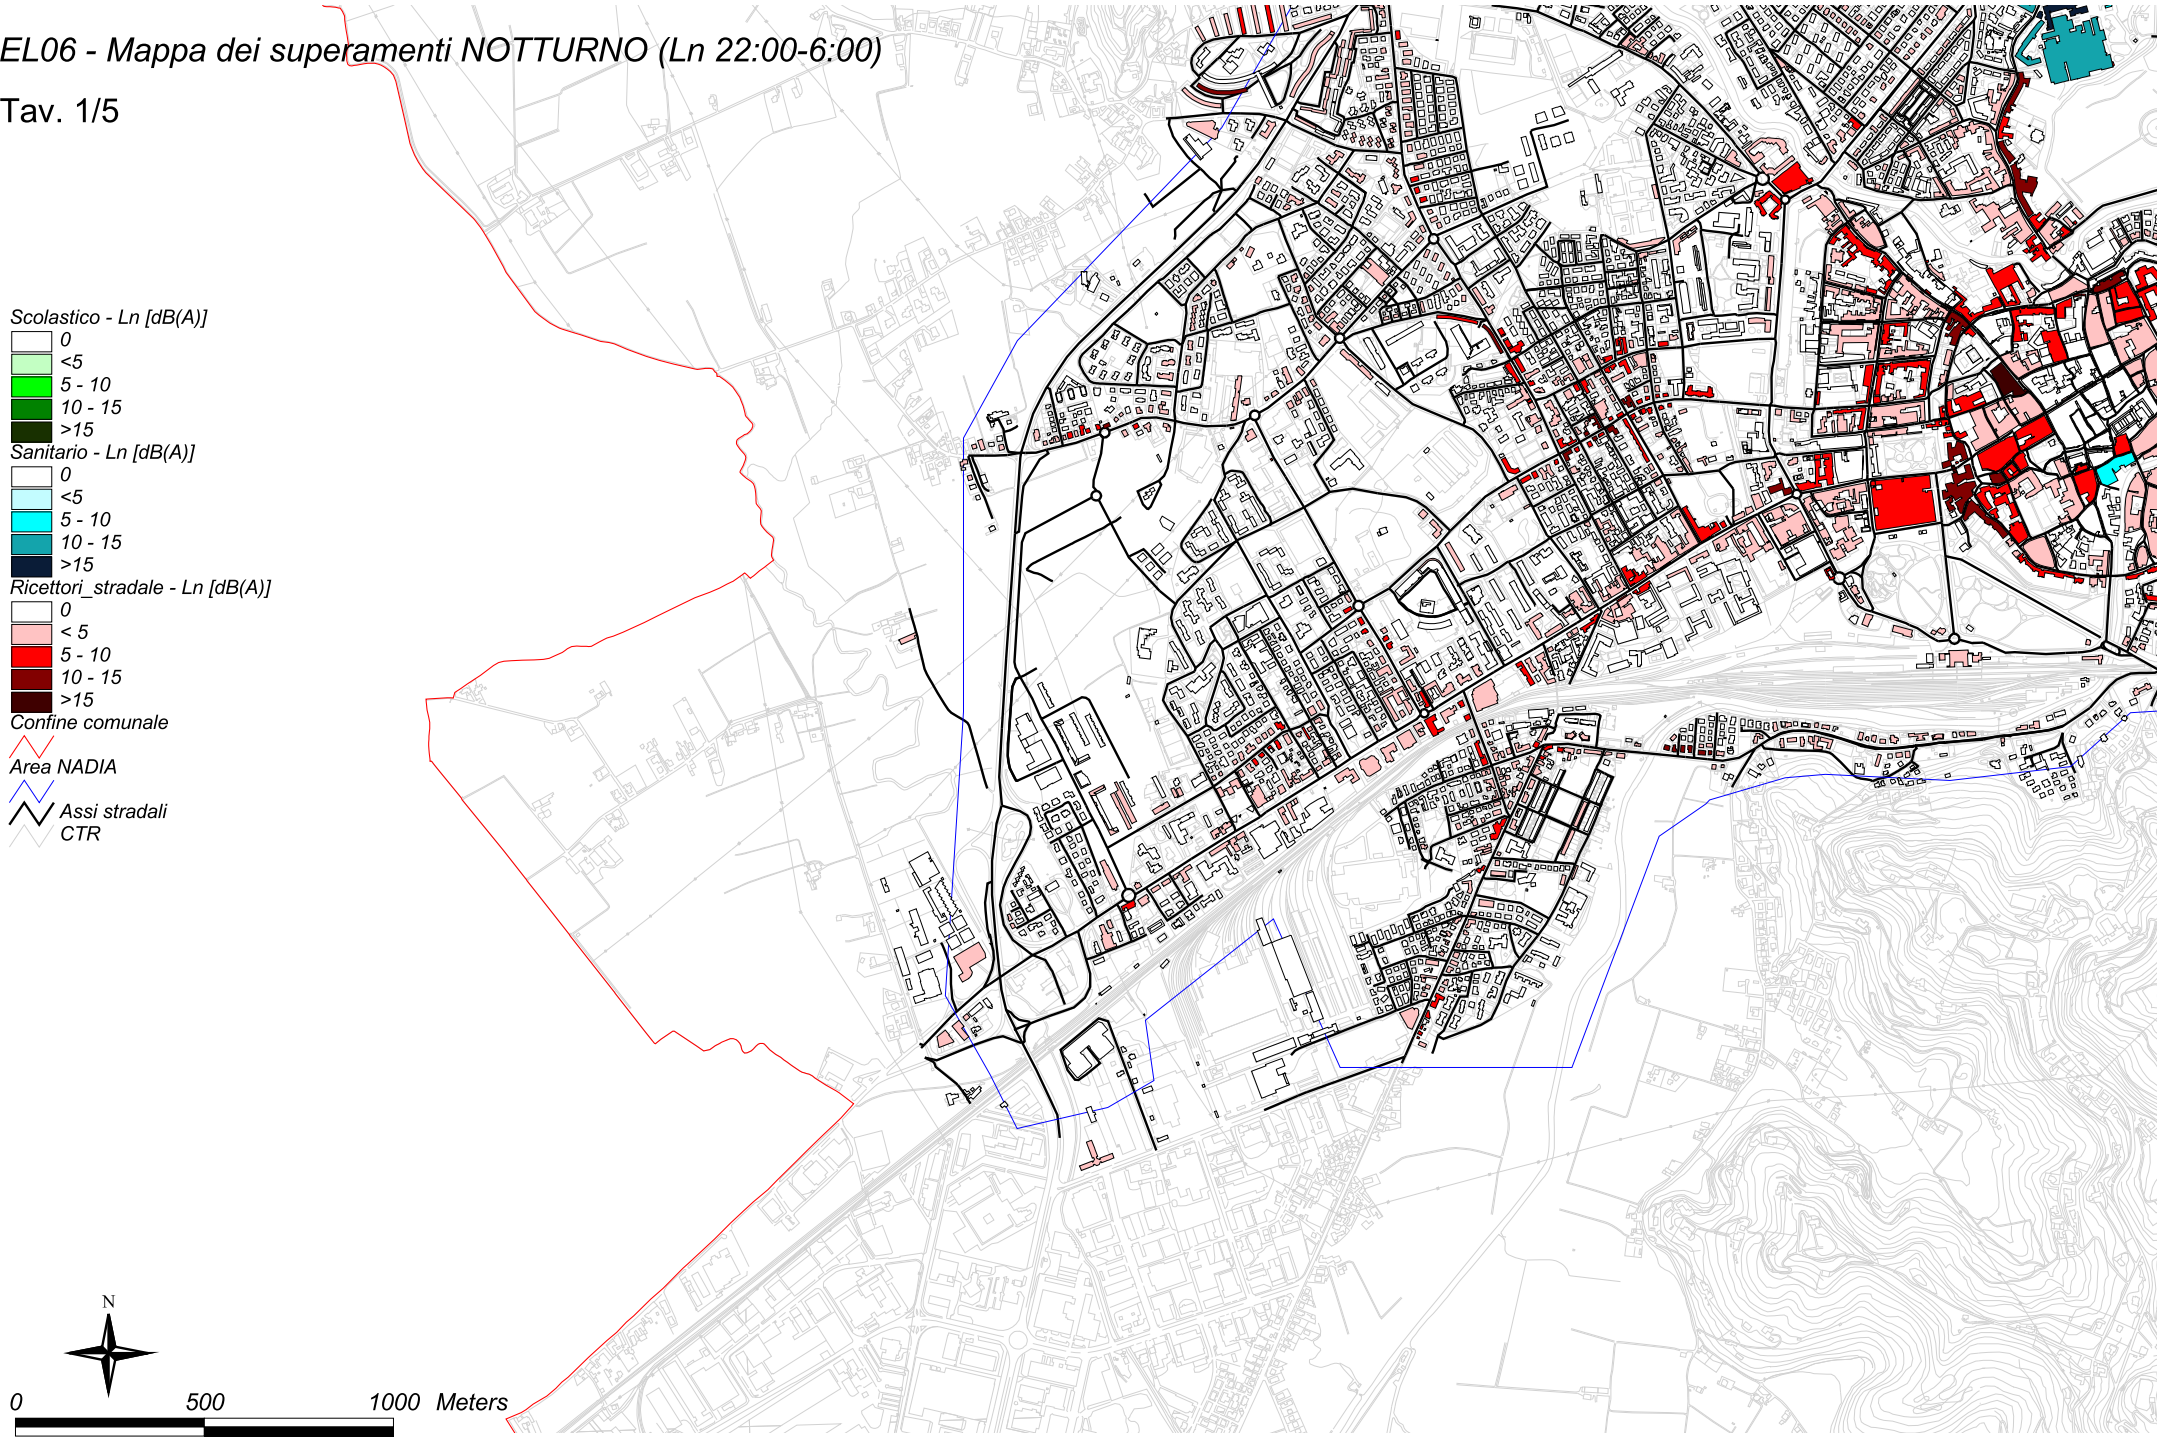 EL06 - Mappa dei superamenti NOTTURNO (Ln 22:00-6:00)
Tav. 1/5
Scolastico - Ln [dB(A)]
0
<5
5 - 10
10 - 15
>15
Sanitario - Ln [dB(A)]
0
<5
5 - 10
10 - 15
>15
Ricettori_stradale - Ln [dB(A)]
0
< 5
5 - 10
10 - 15
>15
Confine comunale
Area NADIA
Assi stradali
CTR
N
0 500 1000 Meters